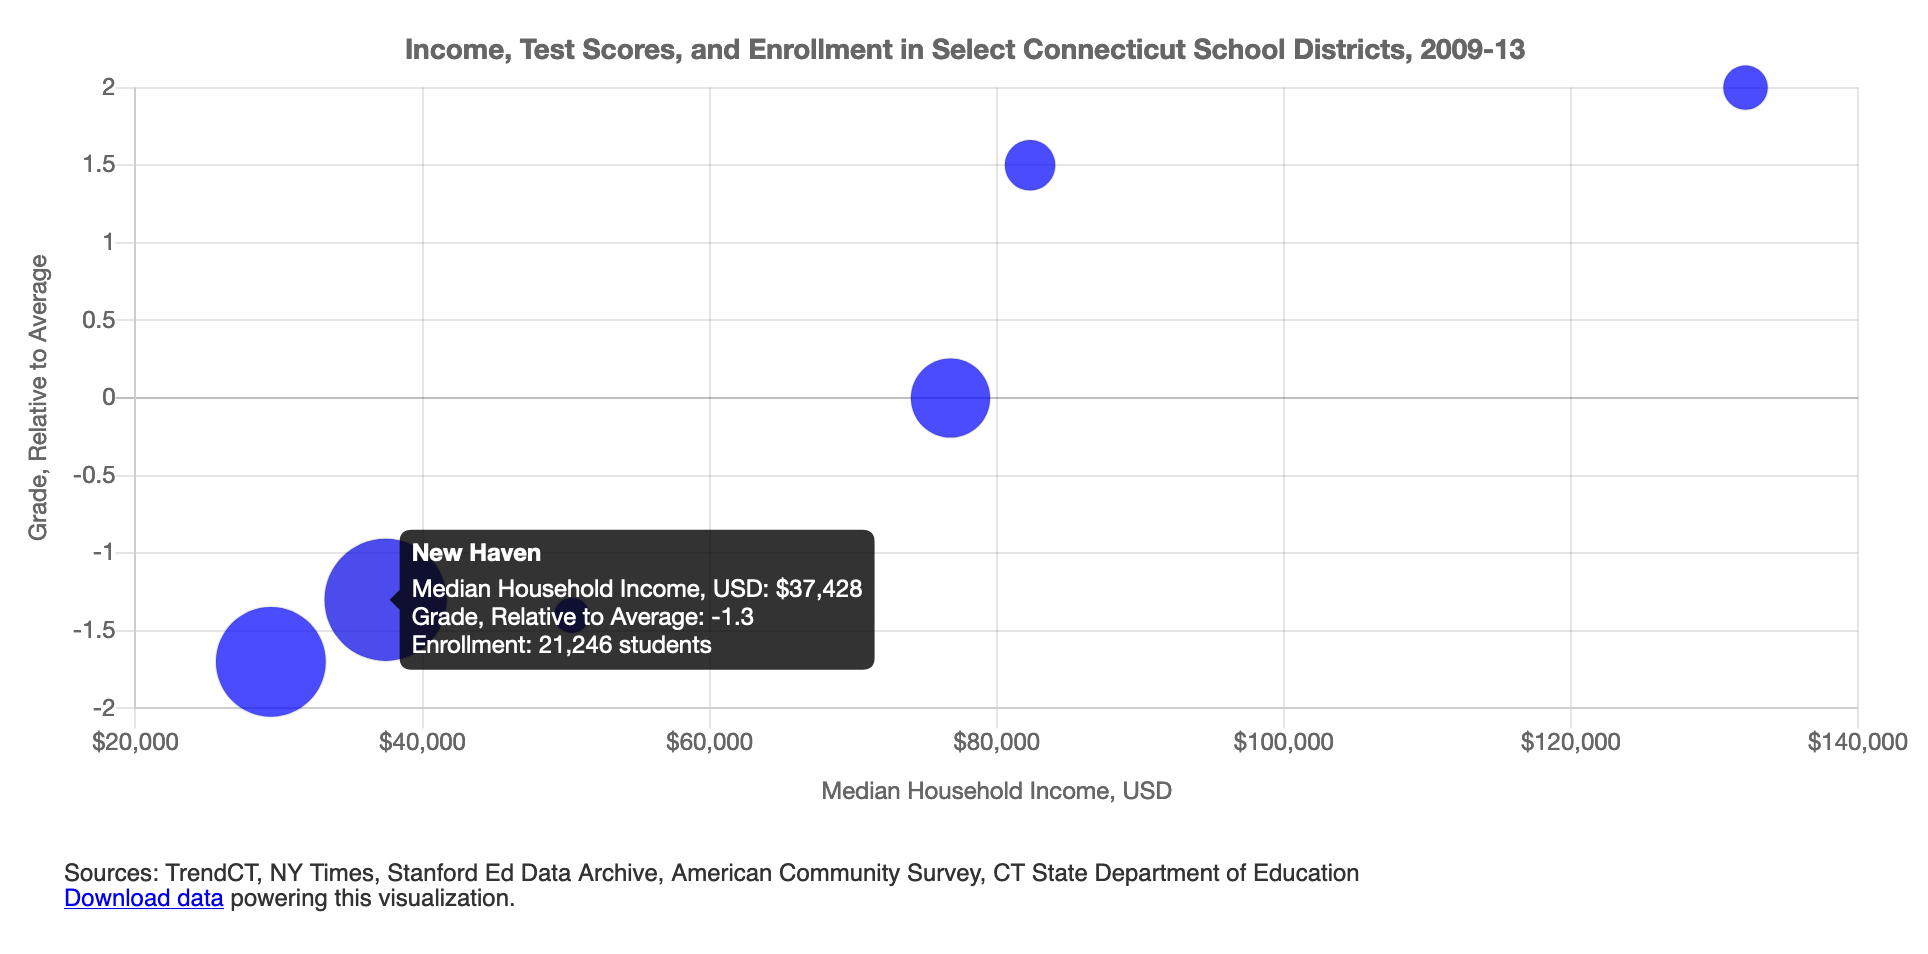 Income, Test Scores, and Enrollment in Select Connecticut School Districts, 2009-13
2
1.5
1
0.5
0
-0.5
-1
-1.5
-2
Grade, Relative to Average
New Haven
Median Household Income, USD: $37,428
Grade, Relative to Average: -1.3
Enrollment: 21,246 students
$20,000 $40,000 $60,000 $80,000 $100,000 $120,000 $140,000
Median Household Income, USD
Sources: TrendCT, NY Times, Stanford Ed Data Archive, American Community Survey, CT State Department of Education
Download data powering this visualization.